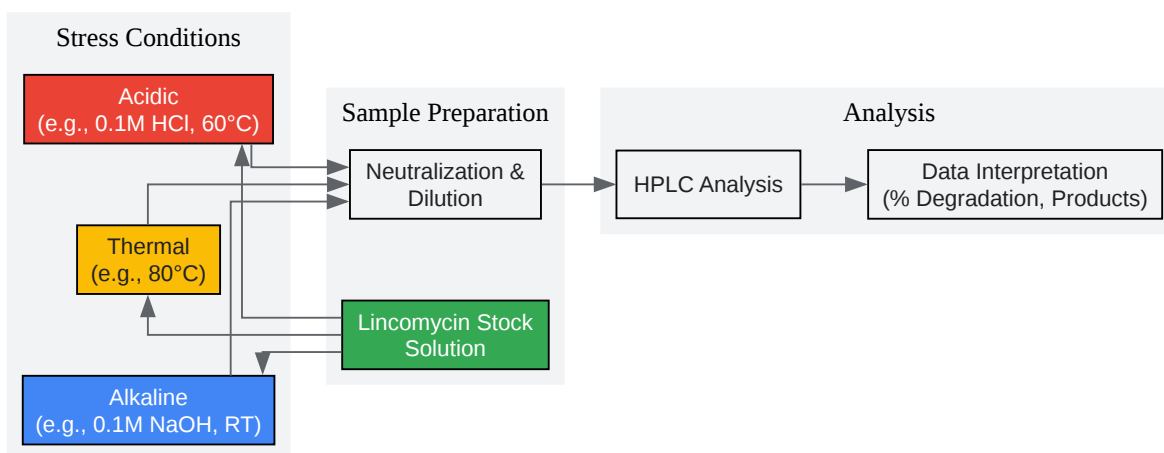 Stress Conditions
Acidic
(e.g., 0.1M HCl, 60°C)
Thermal
(e.g., 80°C)
Alkaline
(e.g., 0.1M NaOH, RT)
Sample Preparation
Neutralization &
Dilution
Lincomycin Stock
Solution
Analysis
HPLC Analysis
Data Interpretation
(% Degradation, Products)